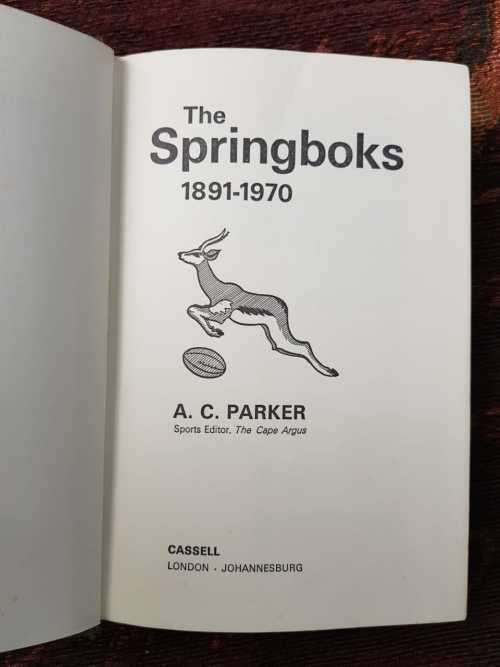 The
Springboks
1891-1970
A. C. PARKER
Sports Editor, The Cape Argus
CASSELL
LONDON · JOHANNESBURG